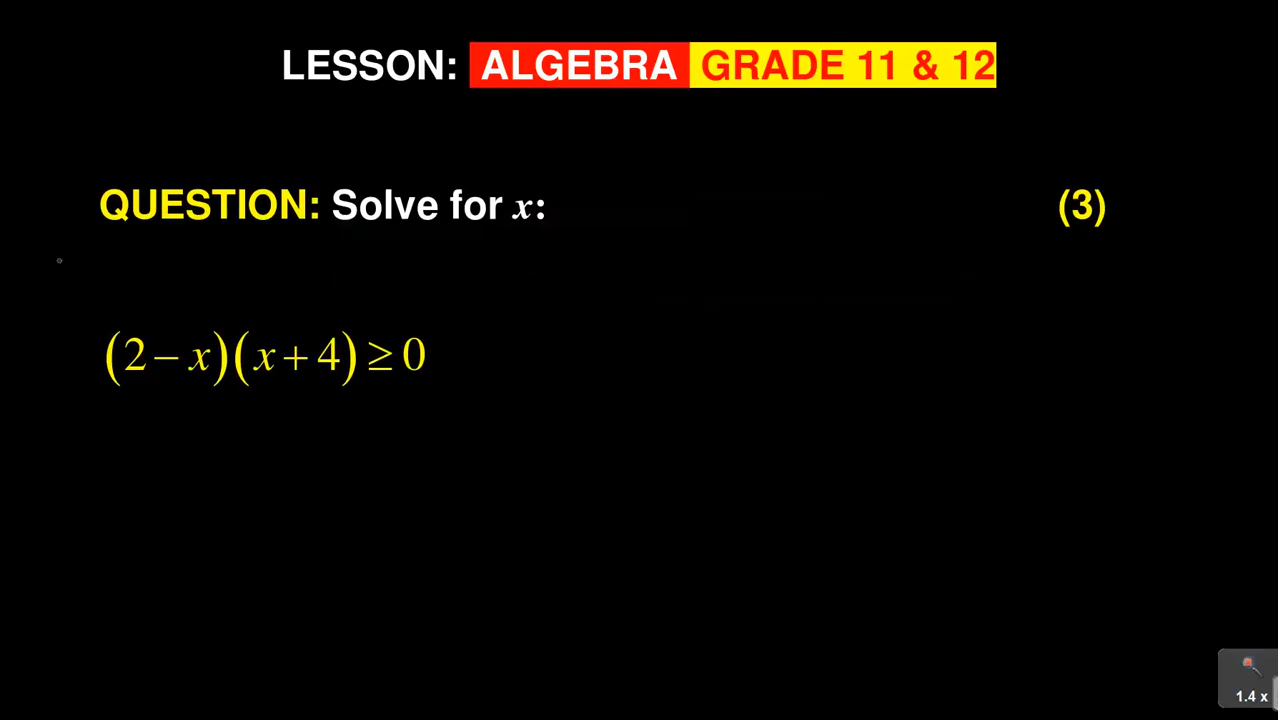 LESSON: ALGEBRA GRADE 11 & 12
QUESTION: Solve for x: (3)
(2 − x)(x + 4) ≥ 0
1.4 x